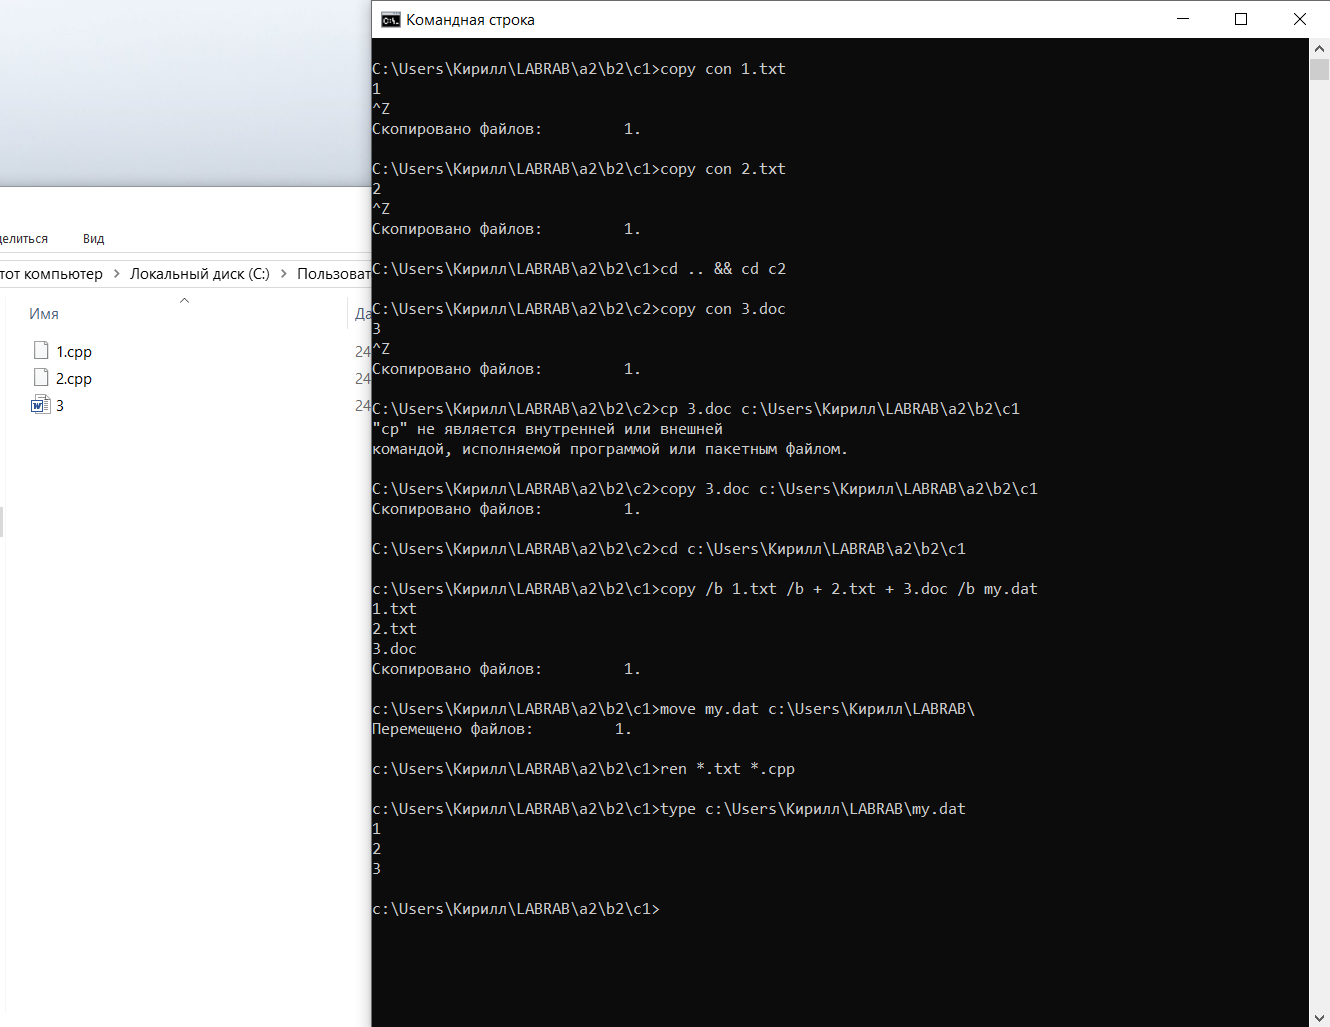 Командная строка
C:\Users\Кирилл\LABRAB\a2\b2\c1>copy con 1.txt
1
^Z
Скопировано файлов:         1.
C:\Users\Кирилл\LABRAB\a2\b2\c1>copy con 2.txt
2
^Z
Скопировано файлов:         1.
C:\Users\Кирилл\LABRAB\a2\b2\c1>cd .. && cd c2
C:\Users\Кирилл\LABRAB\a2\b2\c2>copy con 3.doc
3
^Z
Скопировано файлов:         1.
C:\Users\Кирилл\LABRAB\a2\b2\c2>cp 3.doc c:\Users\Кирилл\LABRAB\a2\b2\c1
"cp" не является внутренней или внешней
командой, исполняемой программой или пакетным файлом.
C:\Users\Кирилл\LABRAB\a2\b2\c2>copy 3.doc c:\Users\Кирилл\LABRAB\a2\b2\c1
Скопировано файлов:         1.
C:\Users\Кирилл\LABRAB\a2\b2\c2>cd c:\Users\Кирилл\LABRAB\a2\b2\c1
c:\Users\Кирилл\LABRAB\a2\b2\c1>copy /b 1.txt /b + 2.txt + 3.doc /b my.dat
1.txt
2.txt
3.doc
Скопировано файлов:         1.
c:\Users\Кирилл\LABRAB\a2\b2\c1>move my.dat c:\Users\Кирилл\LABRAB\
Перемещено файлов:         1.
c:\Users\Кирилл\LABRAB\a2\b2\c1>ren *.txt *.cpp
c:\Users\Кирилл\LABRAB\a2\b2\c1>type c:\Users\Кирилл\LABRAB\my.dat
1
2
3
c:\Users\Кирилл\LABRAB\a2\b2\c1>
делиться Вид
тот компьютер > Локальный диск (C:) > Пользоват
Имя Да
1.cpp 24
2.cpp 24
3 24